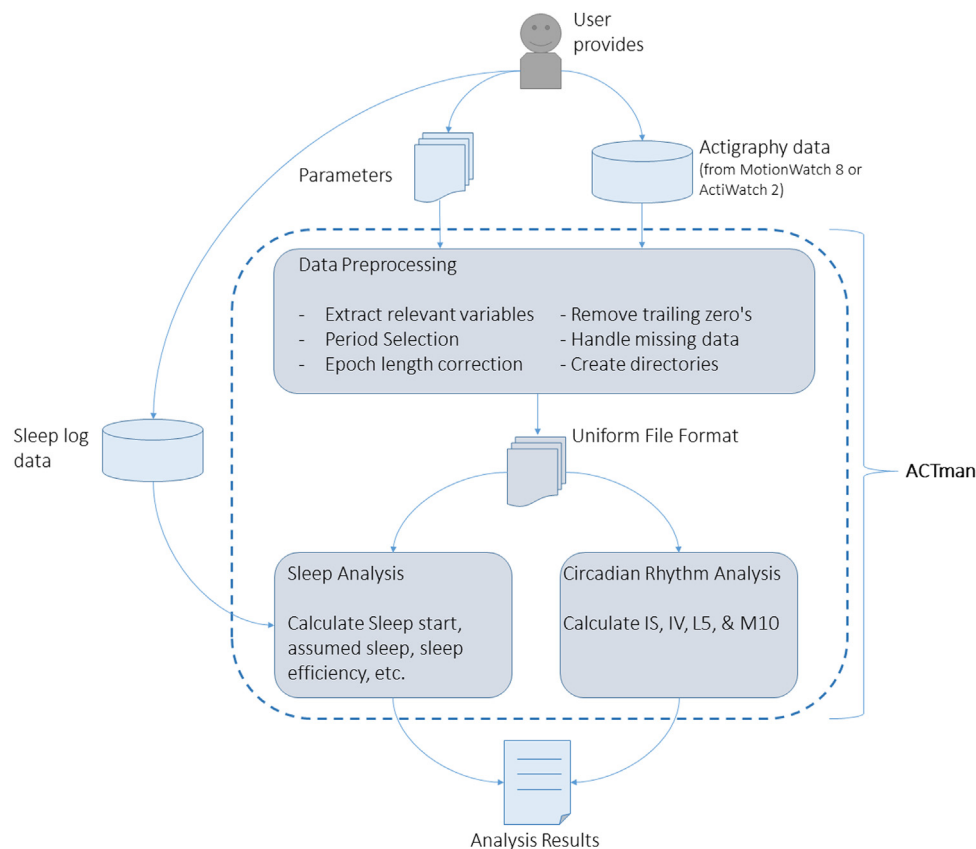 User
provides
Parameters
Actigraphy data
(from MotionWatch 8 or
ActiWatch 2)
Data Preprocessing
- Extract relevant variables
- Period Selection
- Epoch length correction
- Remove trailing zero's
- Handle missing data
- Create directories
Sleep log
data
Uniform File Format
ACTman
Sleep Analysis
Calculate Sleep start,
assumed sleep, sleep
efficiency, etc.
Circadian Rhythm Analysis
Calculate IS, IV, L5, & M10
Analysis Results